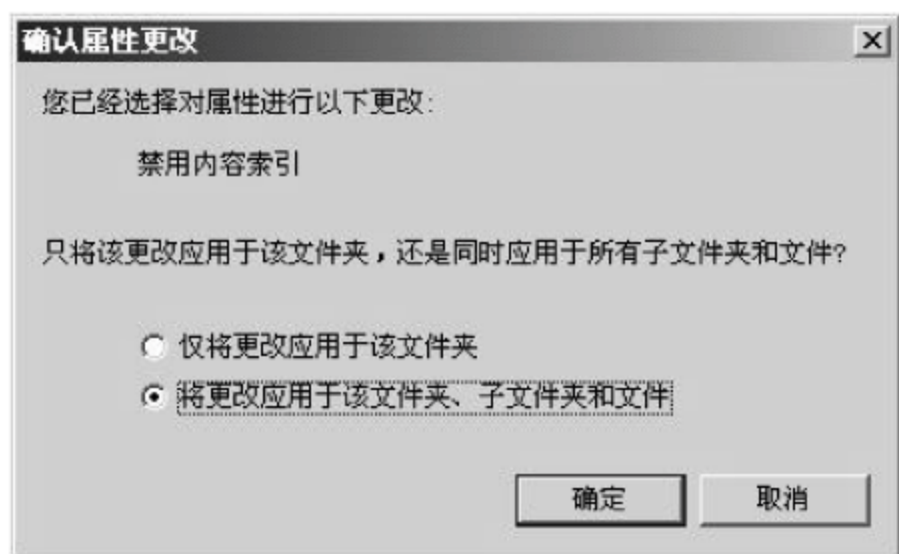 确认属性更改
您已经选择对属性进行以下更改:
禁用内容索引
只将该更改应用于该文件夹，还是同时应用于所有子文件夹和文件?
仅将更改应用于该文件夹
将更改应用于该文件夹、子文件夹和文件
确定 取消